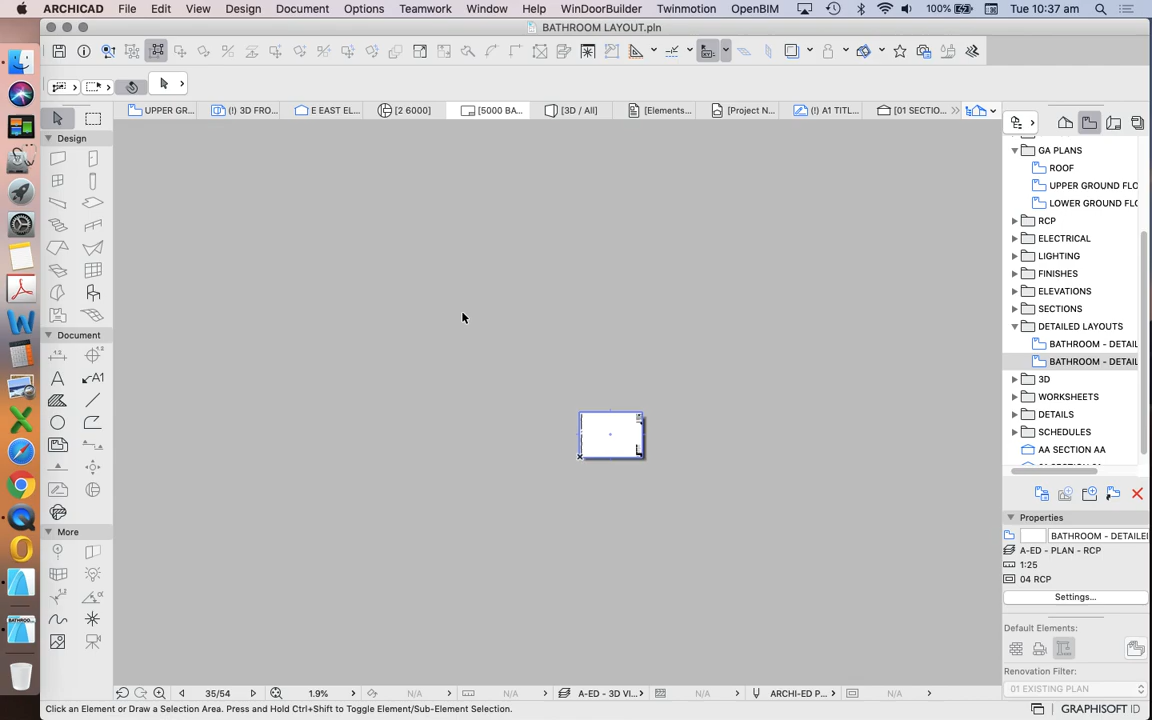 ARCHICAD File Edit View Design Document Options Teamwork Window Help WinDoorBuilder Twinmotion OpenBIM 100% Tue 10:37 am
BATHROOM LAYOUT.pln
UPPER GR... (!) 3D FRO... E EAST EL... [2 6000] [5000 BA... [3D / All] [Elements... [Project N... (!) A1 TITL... [01 SECTIO...
Design
Document
A A1
More
GA PLANS
ROOF
UPPER GROUND FLO
LOWER GROUND FLO
RCP
ELECTRICAL
LIGHTING
FINISHES
ELEVATIONS
SECTIONS
DETAILED LAYOUTS
BATHROOM - DETAIL
BATHROOM - DETAIL
3D
WORKSHEETS
DETAILS
SCHEDULES
AA SECTION AA
Properties
BATHROOM - DETAILE
A-ED - PLAN - RCP
1:25
04 RCP
Settings...
Default Elements:
Renovation Filter:
01 EXISTING PLAN
35/54 1.9% N/A N/A A-ED - 3D VI... N/A ARCHI-ED P... N/A
Click an Element or Draw a Selection Area. Press and Hold Ctrl+Shift to Toggle Element/Sub-Element Selection.
GRAPHISOFT ID